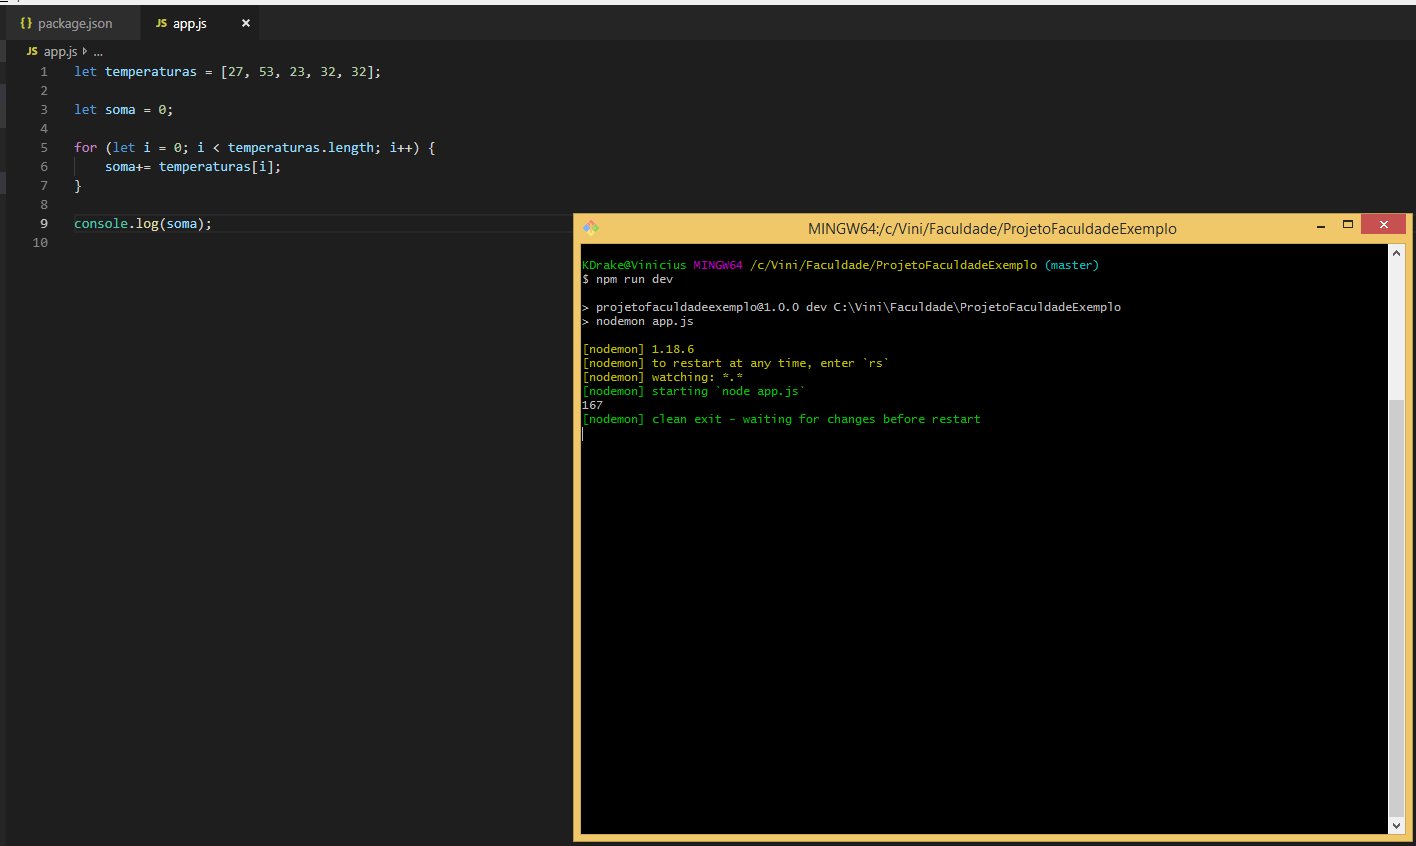 {} package.json JS app.js ×
JS app.js ...
1 let temperaturas = [27, 53, 23, 32, 32];
2
3 let soma = 0;
4
5 for (let i = 0; i < temperaturas.length; i++) {
6 soma+= temperaturas[i];
7 }
8
9 console.log(soma);
10
MINGW64:/c/Vini/Faculdade/ProjetoFaculdadeExemplo
KDrake@Vinicius MINGW64 /c/Vini/Faculdade/ProjetoFaculdadeExemplo (master)
$ npm run dev
> projetofaculdadeexemplo@1.0.0 dev C:\Vini\Faculdade\ProjetoFaculdadeExemplo
> nodemon app.js
[nodemon] 1.18.6
[nodemon] to restart at any time, enter `rs`
[nodemon] watching: *.*
[nodemon] starting `node app.js`
167
[nodemon] clean exit - waiting for changes before restart